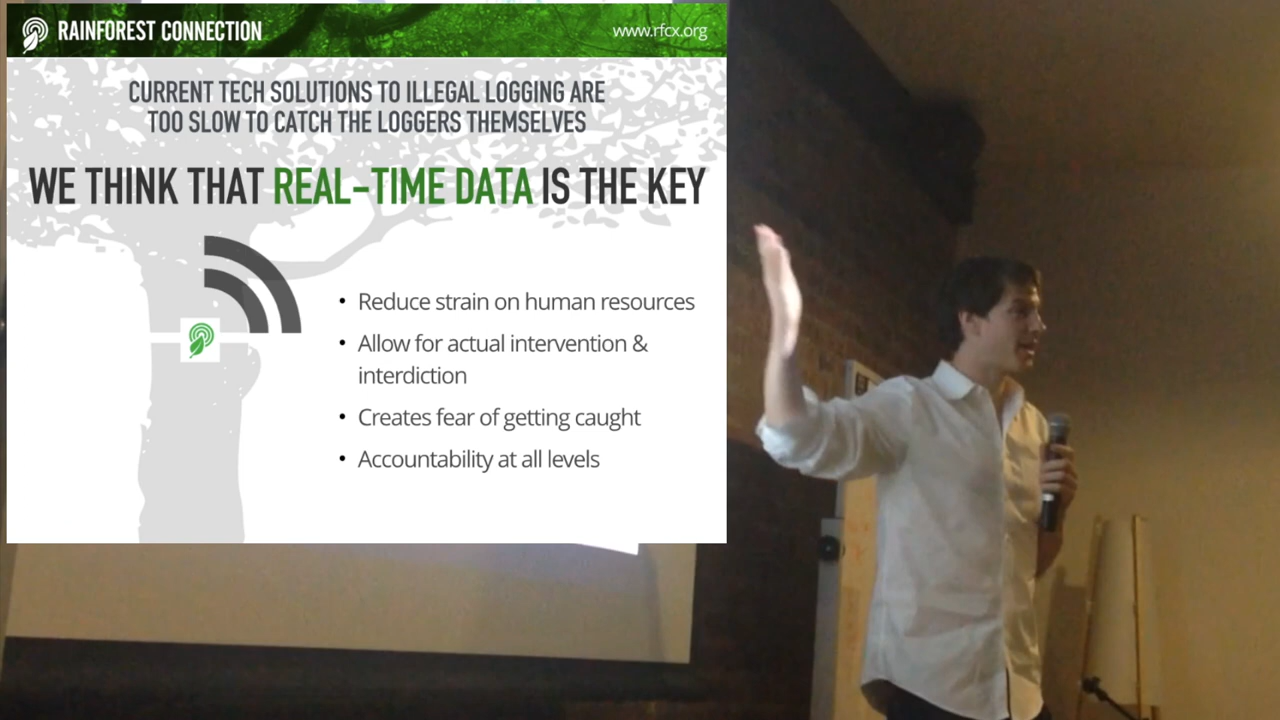 RAINFOREST CONNECTION
www.rfcx.org
CURRENT TECH SOLUTIONS TO ILLEGAL LOGGING ARE
TOO SLOW TO CATCH THE LOGGERS THEMSELVES
WE THINK THAT REAL-TIME DATA IS THE KEY
• Reduce strain on human resources
• Allow for actual intervention &
interdiction
• Creates fear of getting caught
• Accountability at all levels